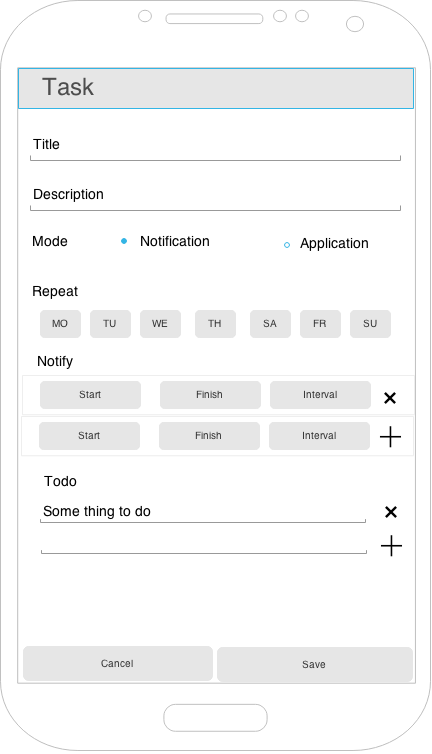 Task
Title
Description
Mode Notification Application
Repeat
MO TU WE TH SA FR SU
Notify
Start Finish Interval
Start Finish Interval
Todo
Some thing to do
Cancel Save